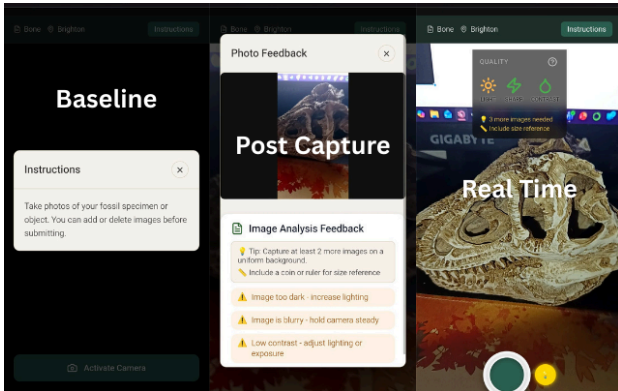 Bone Brighton Instructions
Baseline
Instructions
Take photos of your fossil specimen or
object. You can add or delete images before
submitting.
Activate Camera
Photo Feedback
Post Capture
Image Analysis Feedback
Tip: Capture at least 2 more images on a
uniform background.
Include a coin or ruler for size reference
Image too dark - increase lighting
Image is blurry - hold camera steady
Low contrast - adjust lighting or
exposure
Bone Brighton Instructions
QUALITY
LIGHT SHARP CONTRAST
3 more images needed
Include size reference
GIGABYTE
Real Time